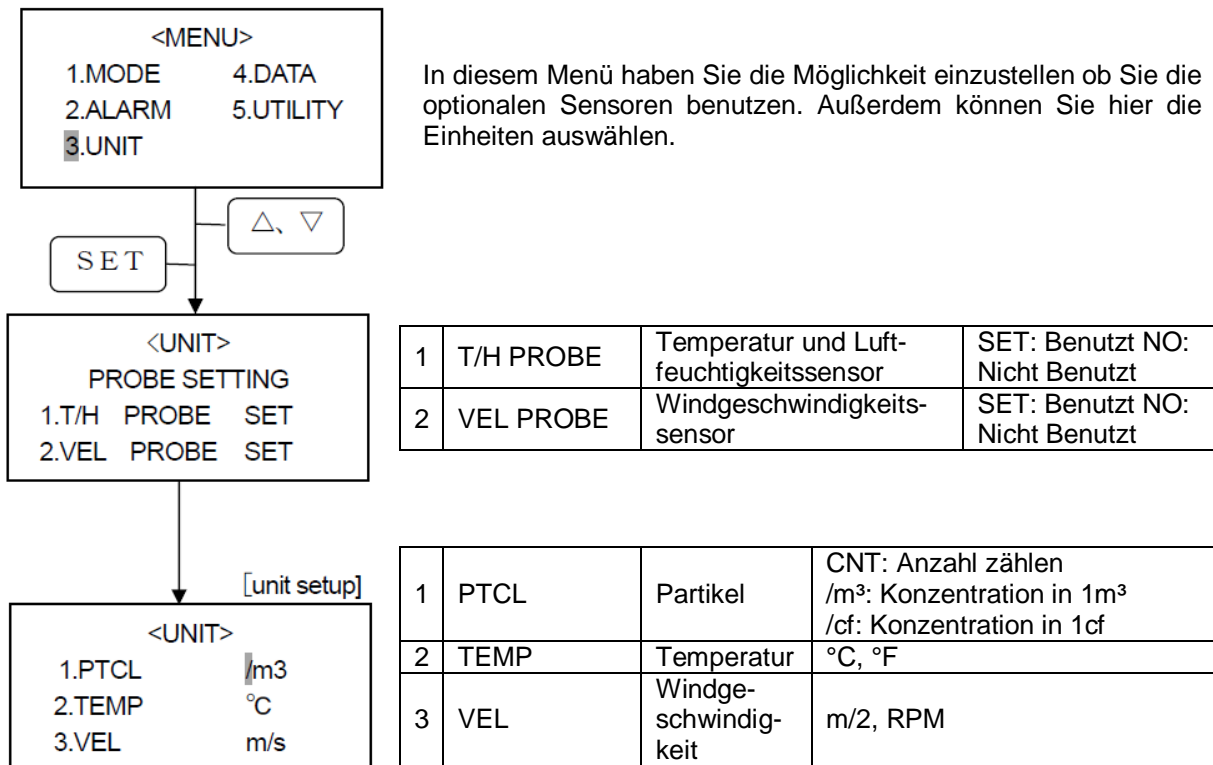 <MENU>
1.MODE 4.DATA
2.ALARM 5.UTILITY
3.UNIT
In diesem Menü haben Sie die Möglichkeit einzustellen ob Sie die
optionalen Sensoren benutzen. Außerdem können Sie hier die
Einheiten auswählen.
△、▽
SET
<UNIT>
PROBE SETTING
1.T/H PROBE SET
2.VEL PROBE SET
1 T/H PROBE Temperatur und Luft-
feuchtigkeitssensor SET: Benutzt NO:
Nicht Benutzt
2 VEL PROBE Windgeschwindigkeits-
sensor SET: Benutzt NO:
Nicht Benutzt
[unit setup]
<UNIT>
1.PTCL /m3
2.TEMP °C
3.VEL m/s
1 PTCL Partikel CNT: Anzahl zählen
/m³: Konzentration in 1m³
/cf: Konzentration in 1cf
2 TEMP Temperatur °C, °F
3 VEL Windge-
schwindig-
keit m/2, RPM